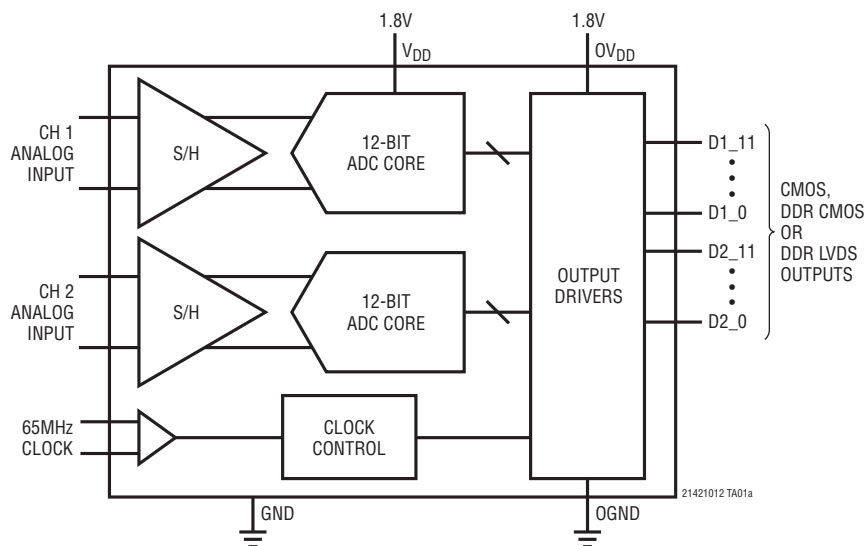 1.8V
1.8V
VDD
OVDD
CH 1
ANALOG
INPUT
S/H
12-BIT
ADC CORE
D1_11
D1_0
D2_11
D2_0
CMOS,
DDR CMOS
OR
DDR LVDS
OUTPUTS
OUTPUT
DRIVERS
CH 2
ANALOG
INPUT
S/H
12-BIT
ADC CORE
65MHz
CLOCK
CLOCK
CONTROL
GND
OGND
21421012 TA01a